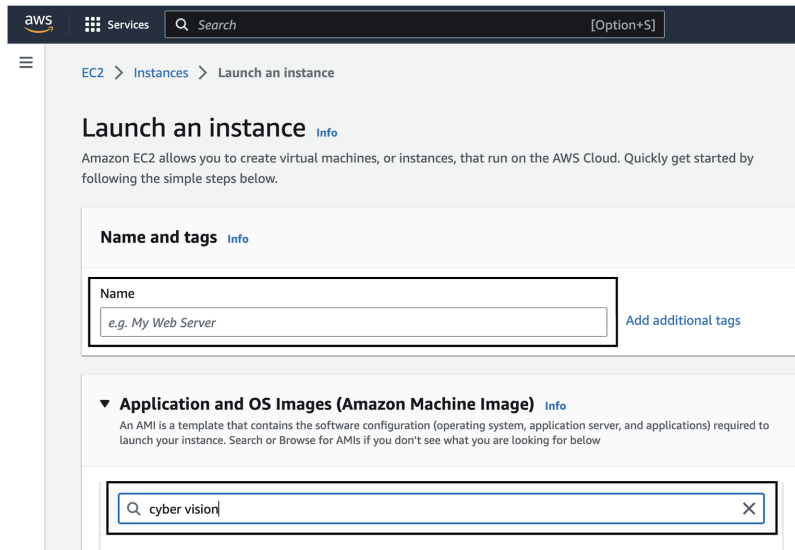 aws Services Search [Option+S]
EC2 > Instances > Launch an instance
Launch an instance Info
Amazon EC2 allows you to create virtual machines, or instances, that run on the AWS Cloud. Quickly get started by
following the simple steps below.
Name and tags Info
Name
e.g. My Web Server
Add additional tags
Application and OS Images (Amazon Machine Image) Info
An AMI is a template that contains the software configuration (operating system, application server, and applications) required to
launch your instance. Search or Browse for AMIs if you don't see what you are looking for below
cyber vision